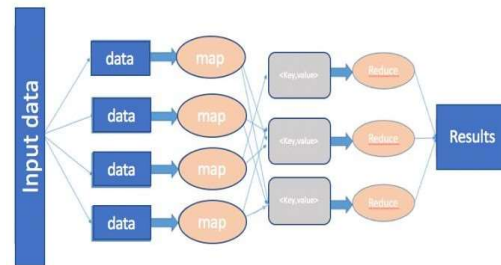 Input data
data
map
data
map
data
map
data
map
<Key,value>
Reduce
<Key,value>
Reduce
<Key,value>
Reduce
Results